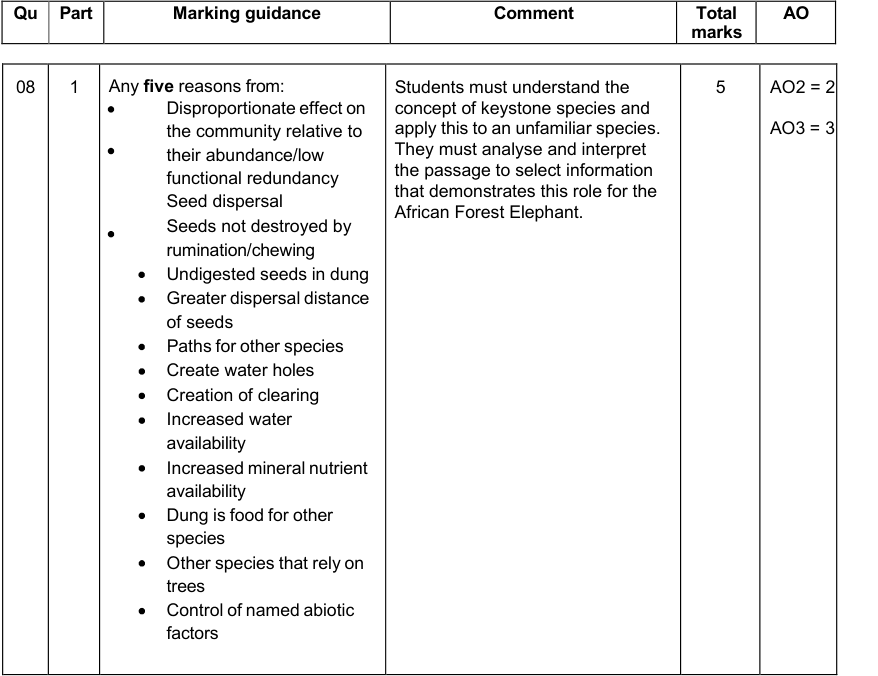 Qu Part Marking guidance Comment Total marks AO
08 1
Any five reasons from:
• Disproportionate effect on
the community relative to
• their abundance/low
functional redundancy
Seed dispersal
• Seeds not destroyed by
rumination/chewing
• Undigested seeds in dung
• Greater dispersal distance
of seeds
• Paths for other species
• Create water holes
• Creation of clearing
• Increased water
availability
• Increased mineral nutrient
availability
• Dung is food for other
species
• Other species that rely on
trees
• Control of named abiotic
factors
Students must understand the
concept of keystone species and
apply this to an unfamiliar species.
They must analyse and interpret
the passage to select information
that demonstrates this role for the
African Forest Elephant.
5
AO2 = 2
AO3 = 3